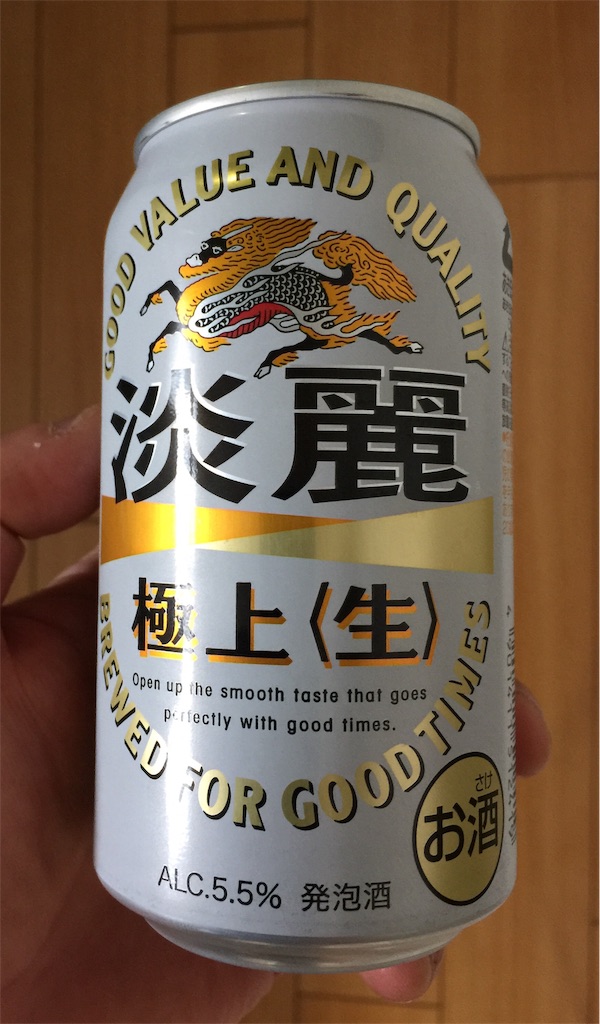 GOOD VALUE AND QUALITY
淡麗
極上〈生〉
Open up the smooth taste that goes
perfectly with good times.
BREWED FOR GOOD TIMES
さけ
お酒
ALC.5.5% 発泡酒